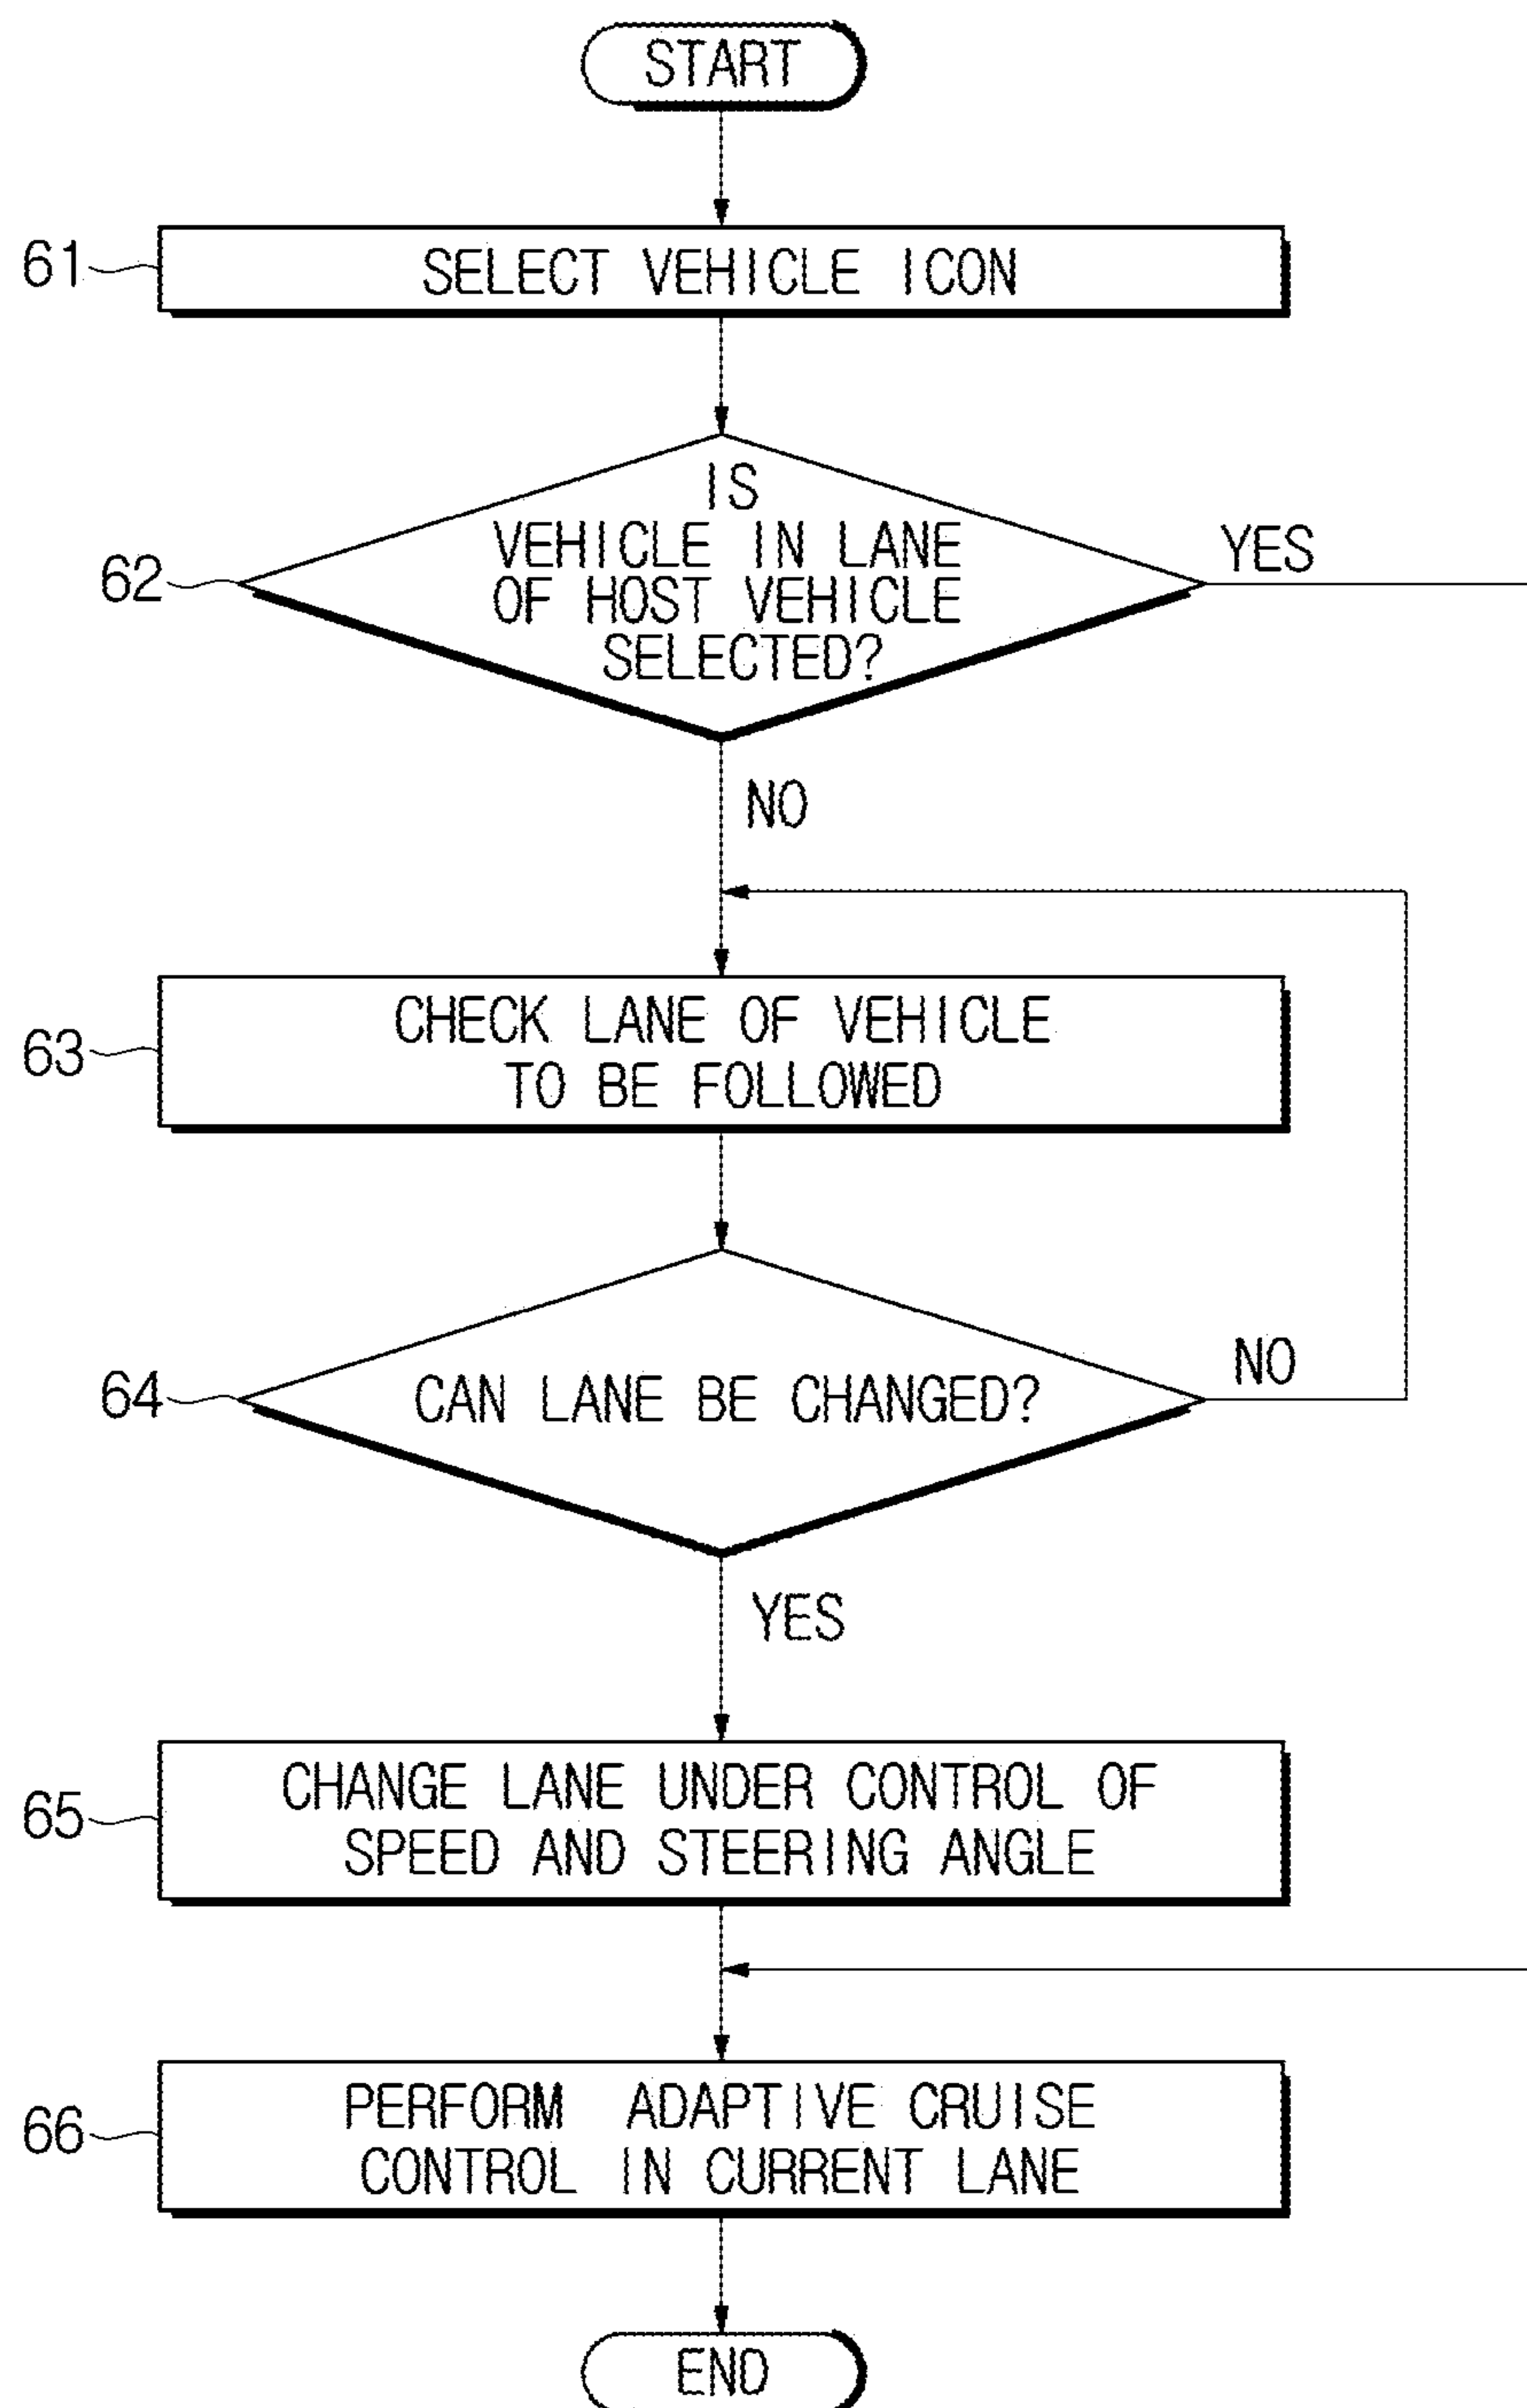 START
61
SELECT VEHICLE ICON
IS
VEHICLE IN LANE
OF HOST VEHICLE
SELECTED?
62
YES
NO
63
CHECK LANE OF VEHICLE
TO BE FOLLOWED
64
CAN LANE BE CHANGED?
NO
YES
65
CHANGE LANE UNDER CONTROL OF
SPEED AND STEERING ANGLE
66
PERFORM ADAPTIVE CRUISE
CONTROL IN CURRENT LANE
END